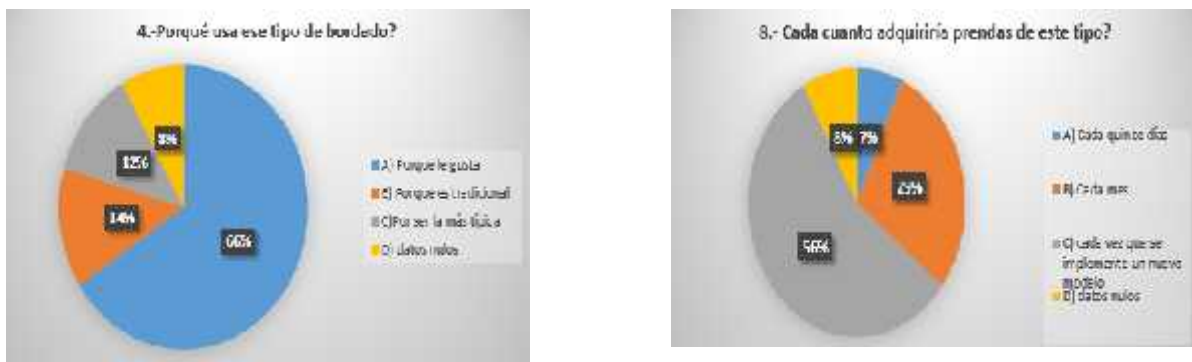 4.-Porqué usa ese tipo de bordado?
8%
12%
14%
66%
A) Porque le gusta
B) Porque es tradicional
C)Por ser la más típica
D) datos nulos
8.- Cada cuanto adquiriría prendas de este tipo?
8% 7%
56%
A) Cada quince días
B) Cada mes
C) cada vez que se
implemente un nuevo
modelo
D) datos nulos